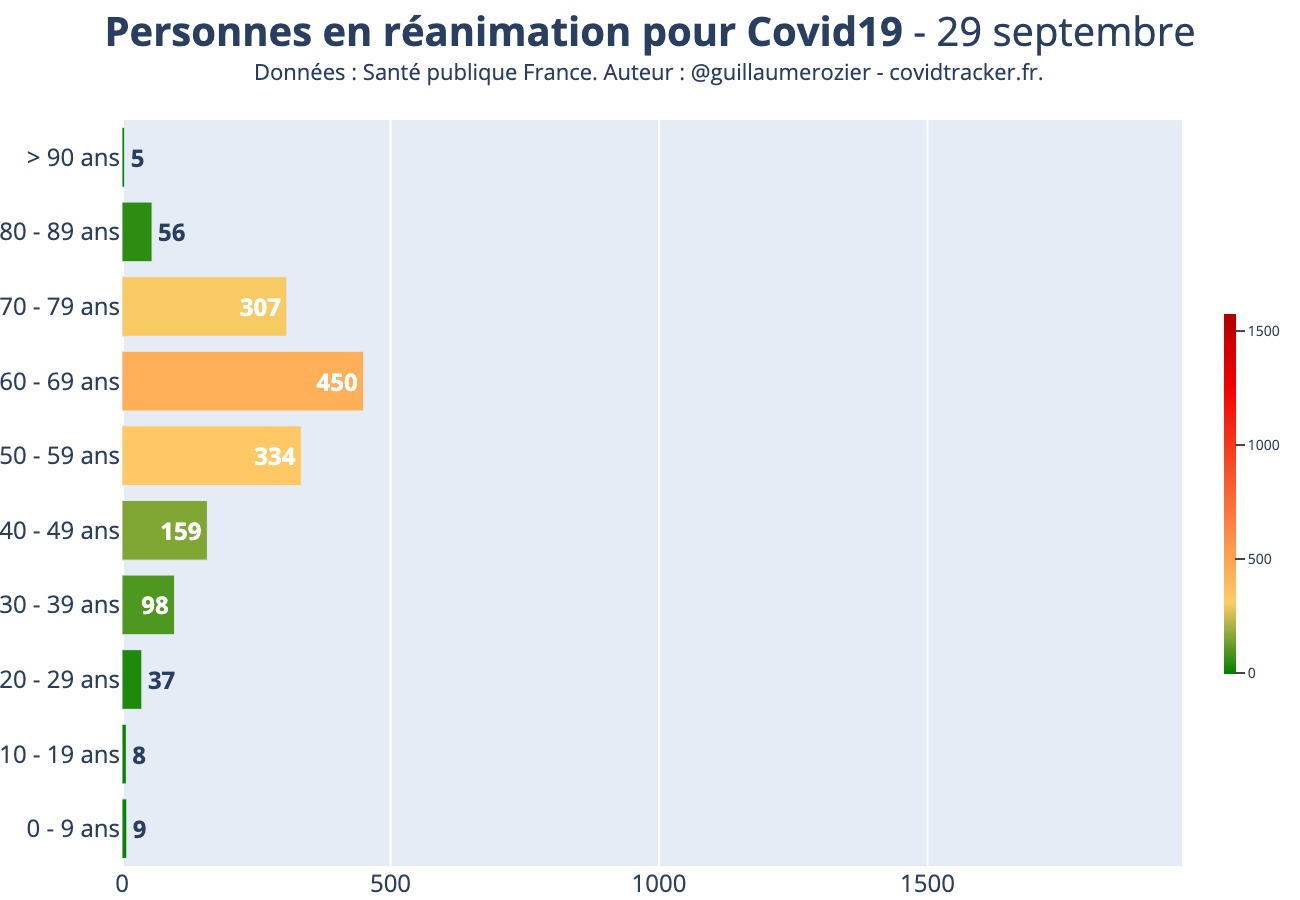 Personnes en réanimation pour Covid19 - 29 septembre
Données : Santé publique France. Auteur : @guillaumerozier - covidtracker.fr.
> 90 ans 5
80 - 89 ans 56
70 - 79 ans 307
60 - 69 ans 450
50 - 59 ans 334
40 - 49 ans 159
30 - 39 ans 98
20 - 29 ans 37
10 - 19 ans 8
0 - 9 ans 9
0 500 1000 1500
1500
1000
500
0